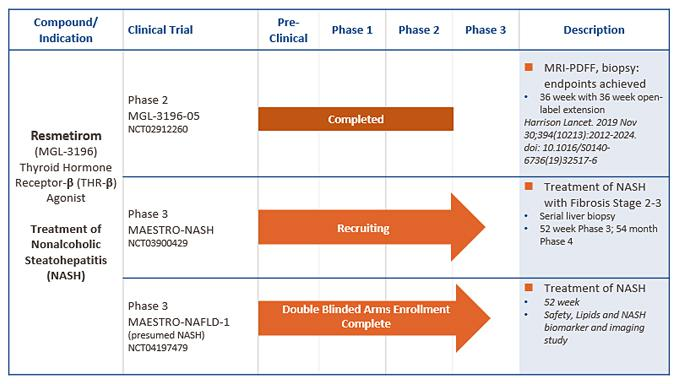 Compound/
Indication
Clinical Trial
Pre-
Clinical
Phase 1
Phase 2
Phase 3
Description
Resmetirom
(MGL-3196)
Thyroid Hormone
Receptor-β (THR-β)
Agonist
Treatment of
Nonalcoholic
Steatohepatitis
(NASH)
Phase 2
MGL-3196-05
NCT02912260
Completed
MRI-PDFF, biopsy:
endpoints achieved
36 week with 36 week open-
label extension
Harrison Lancet. 2019 Nov
30;394(10213):2012-2024.
doi: 10.1016/S0140-
6736(19)32517-6
Phase 3
MAESTRO-NASH
NCT03900429
Recruiting
Treatment of NASH
with Fibrosis Stage 2-3
Serial liver biopsy
52 week Phase 3; 54 month
Phase 4
Phase 3
MAESTRO-NAFLD-1
(presumed NASH)
NCT04197479
Double Blinded Arms Enrollment
Complete
Treatment of NASH
52 week
Safety, Lipids and NASH
biomarker and imaging
study